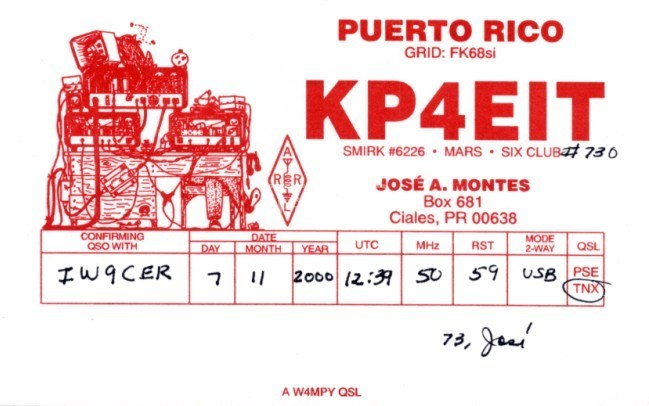 PUERTO RICO
GRID: FK68si
KP4EIT
SMIRK #6226 • MARS • SIX CLUB # 730
ARRL
JOSÉ A. MONTES
Box 681
Ciales, PR 00638
CONFIRMING QSO WITH DATE DAY MONTH YEAR UTC MHz RST MODE 2-WAY QSL
IW9CER 7 11 2000 12:39 50 59 USB PSE TNX
73, José
A W4MPY QSL